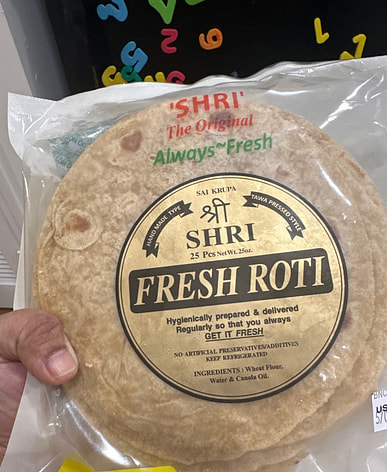 'SHRI'
The Original
Always~Fresh
SAI KRUPA
HAND MADE TYPE
श्री
TAWA PRESSED STYLE
SHRI
25 Pcs Net Wt. 25oz.
FRESH ROTI
Hygienically prepared & delivered
Regularly so that you always
GET IT FRESH
NO ARTIFICIAL PRESERVATIVES/ADDITIVES
KEEP REFRIGERATED
INGREDIENTS : Wheat Flour,
Water & Canola Oil.